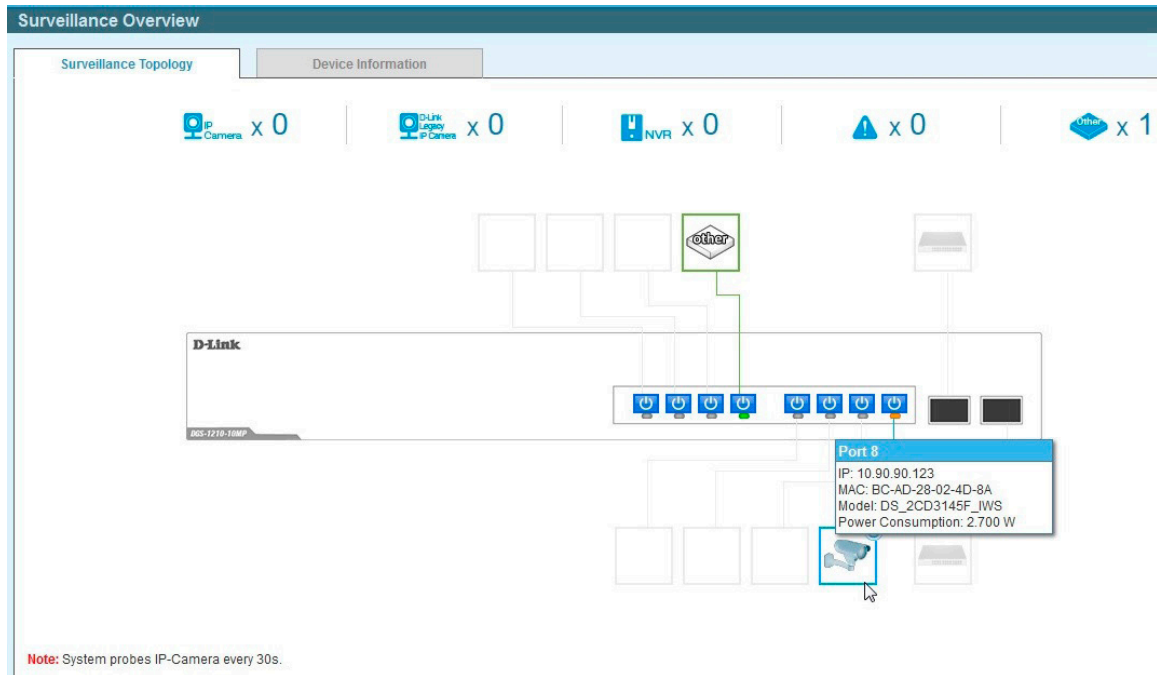 Surveillance Overview
Surveillance Topology
Device Information
IP Camera x 0
D-Link Legacy IP Camera x 0
NVR x 0
x 0
Other x 1
other
D-Link
DGS-1210-10MP
Port 8
IP: 10.90.90.123
MAC: BC-AD-28-02-4D-8A
Model: DS_2CD3145F_IWS
Power Consumption: 2.700 W
Note: System probes IP-Camera every 30s.